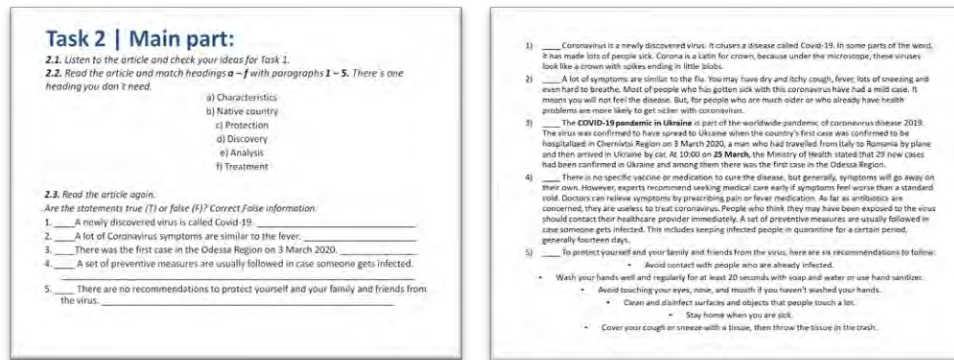 Task 2 | Main part:
2.1. Listen to the article and check your ideas for Task 1.
2.2. Read the article and match headings a – f with paragraphs 1 – 5. There's one
heading you don't need.
a) Characteristics
b) Native country
c) Protection
d) Discovery
e) Analysis
f) Treatment
2.3. Read the article again.
Are the statements true (T) or false (F)? Correct False information.
1. ____A newly discovered virus is called Covid-19. ____
2. ____A lot of Coronavirus symptoms are similar to the fever. ____
3. ____There was the first case in the Odessa Region on 3 March 2020. ____
4. ____ A set of preventive measures are usually followed in case someone gets infected.
____
5. ____ There are no recommendations to protect yourself and your family and friends from
the virus. ____
1) ____ Coronavirus is a newly discovered virus. It causes a disease called Covid-19. In some parts of the word,
it has made lots of people sick. Corona is a Latin for crown, because under the microscope, these viruses
look like a crown with spikes ending in little blobs.
2) ____ A lot of symptoms are similar to the flu. You may have dry and itchy cough, fever, lots of sneezing and
even hard to breathe. Most of people who has gotten sick with this coronavirus have had a mild case. It
means you will not feel the disease. But, for people who are much older or who already have health
problems are more likely to get sicker with coronavirus.
3) ____ The COVID-19 pandemic in Ukraine is part of the worldwide pandemic of coronavirus disease 2019.
The virus was confirmed to have spread to Ukraine when the country's first case was confirmed to be
hospitalized in Chernivtsi Region on 3 March 2020, a man who had travelled from Italy to Romania by plane
and then arrived in Ukraine by car. At 10:00 on 25 March, the Ministry of Health stated that 29 new cases
had been confirmed in Ukraine and among them there was the first case in the Odessa Region.
4) ____ There is no specific vaccine or medication to cure the disease, but generally, symptoms will go away on
their own. However, experts recommend seeking medical care early if symptoms feel worse than a standard
cold. Doctors can relieve symptoms by prescribing pain or fever medication. As far as antibiotics are
concerned, they are useless to treat coronavirus. People who think they may have been exposed to the virus
should contact their healthcare provider immediately. A set of preventive measures are usually followed in
case someone gets infected. This includes keeping infected people in quarantine for a certain period,
generally fourteen days.
5) ____ To protect yourself and your family and friends from the virus, here are six recommendations to follow:
• Avoid contact with people who are already infected.
• Wash your hands well and regularly for at least 20 seconds with soap and water or use hand sanitizer.
• Avoid touching your eyes, nose, and mouth if you haven't washed your hands.
• Clean and disinfect surfaces and objects that people touch a lot.
• Stay home when you are sick.
• Cover your cough or sneeze with a tissue, then throw the tissue in the trash.